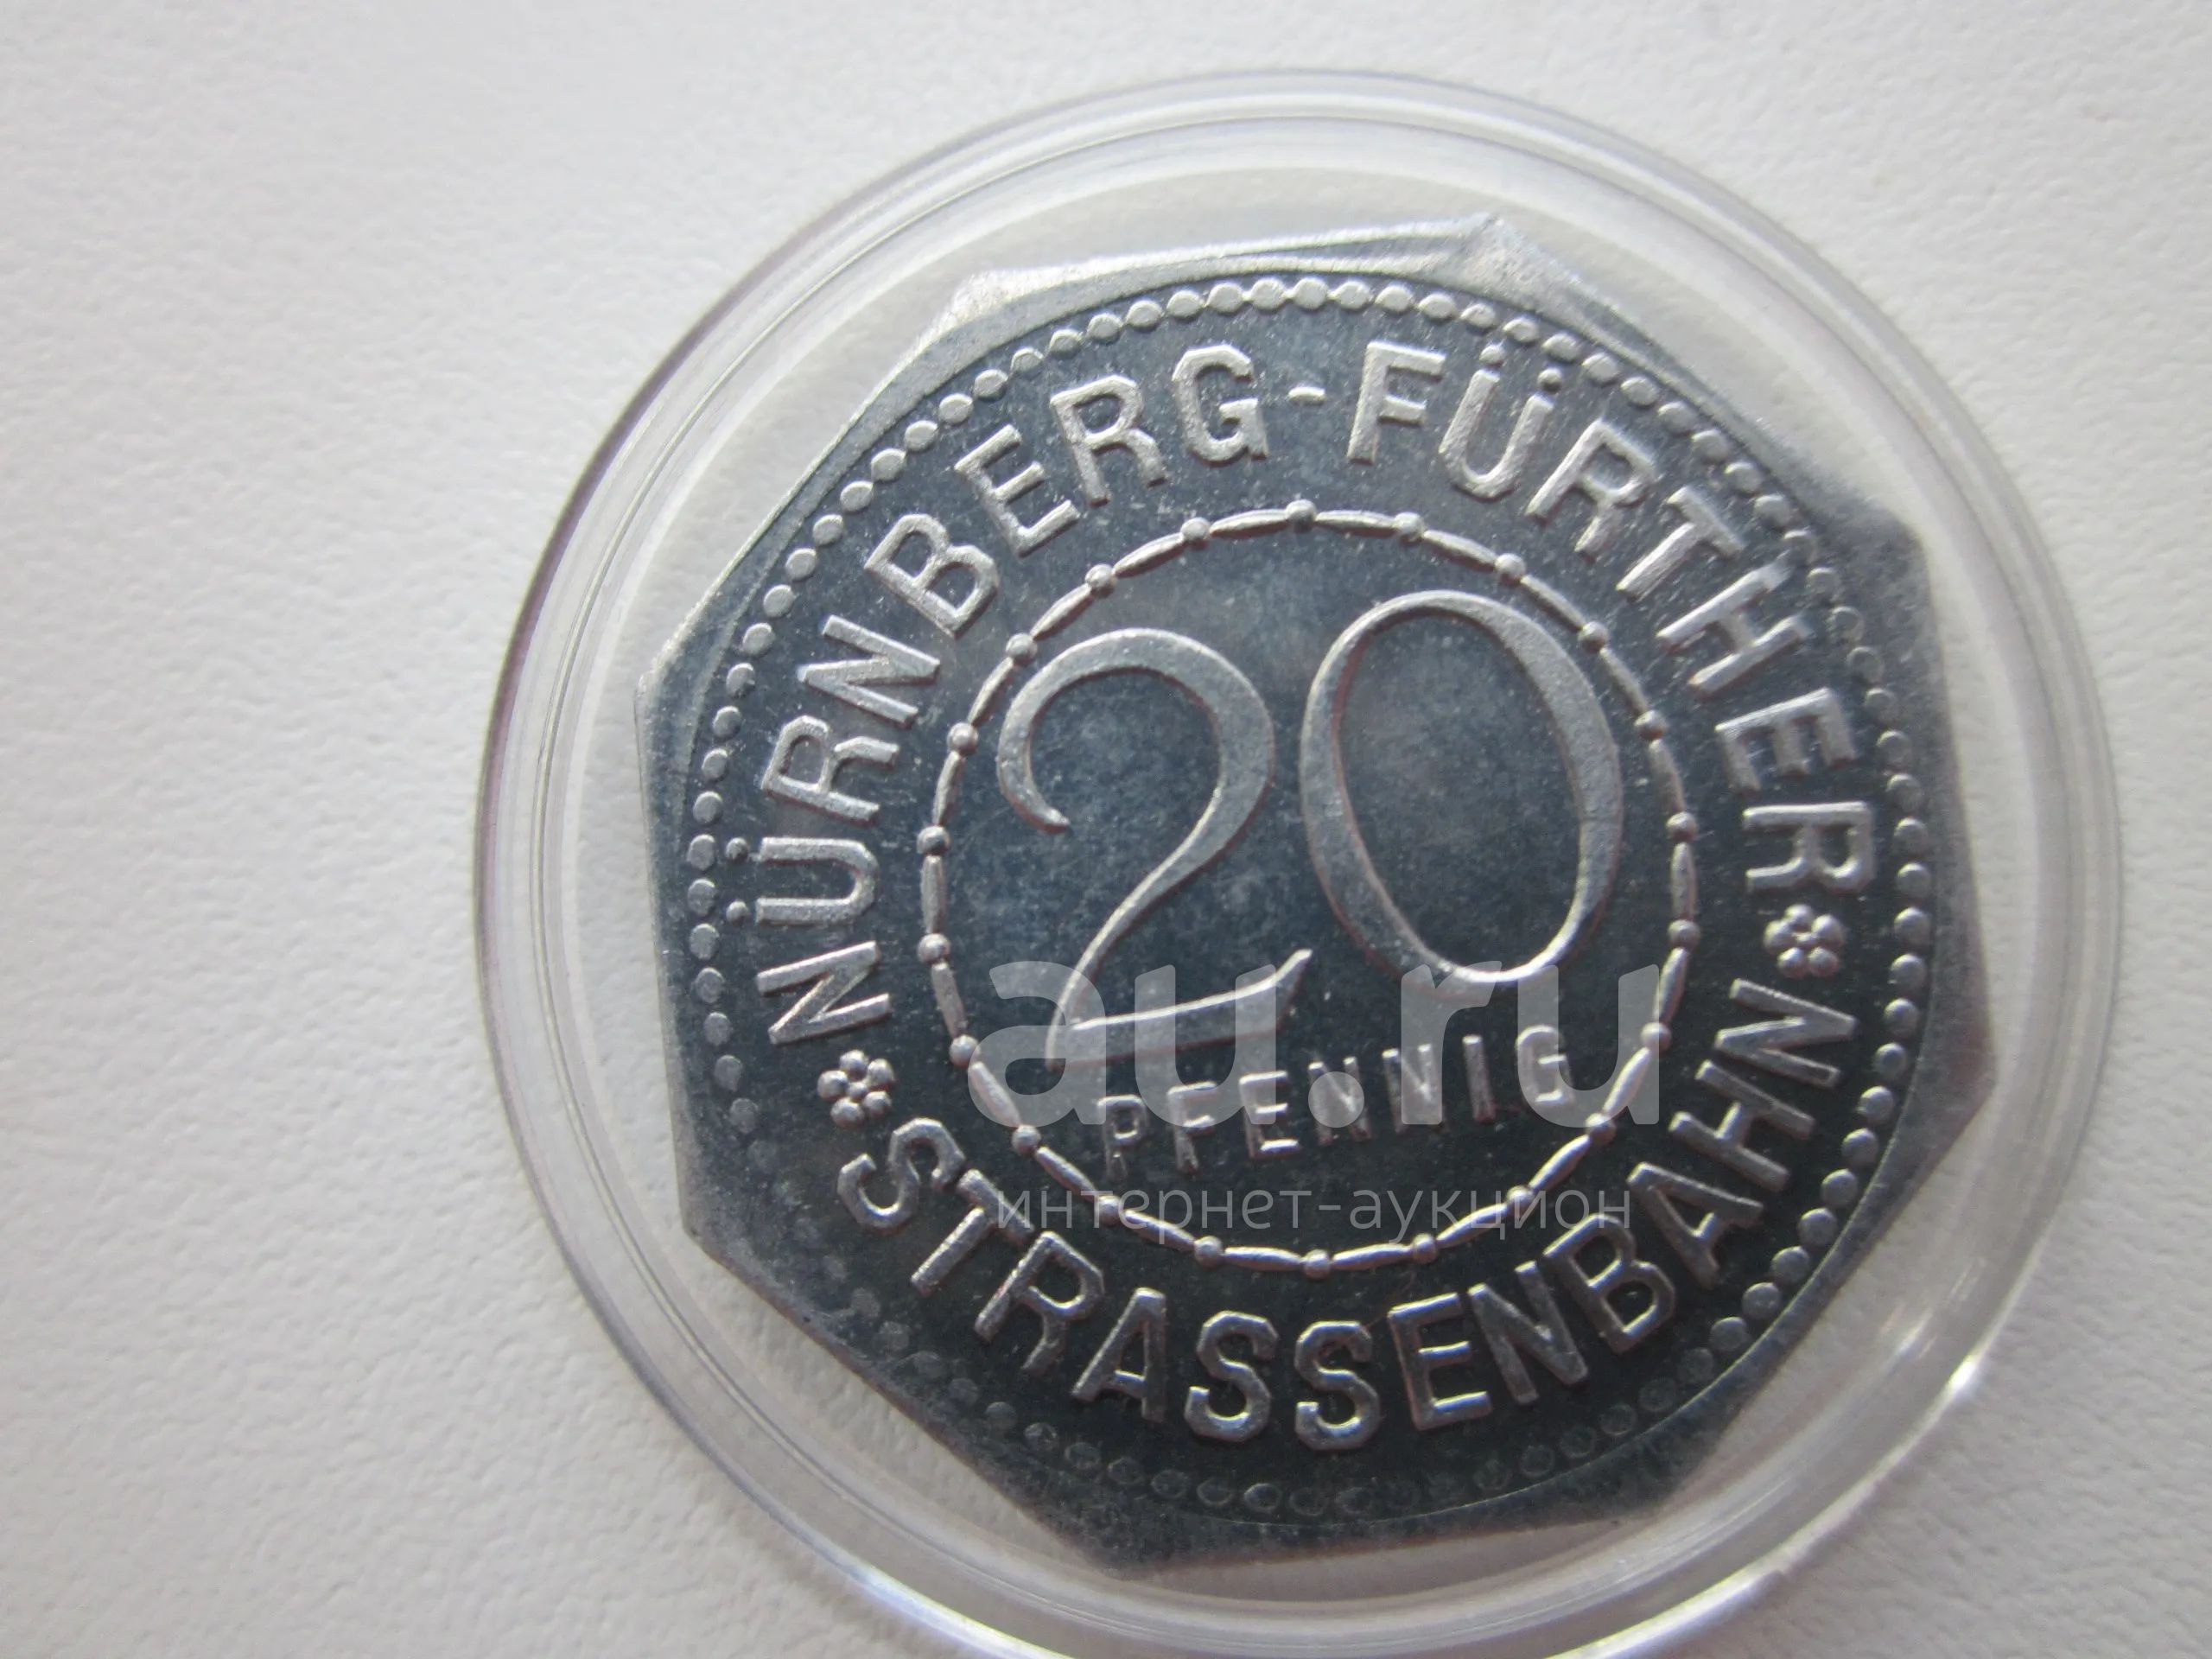 NÜRNBERG-FÜRTHER
STRASSENBAHN
20
PFENNIG
au.ru
интернет-аукцион